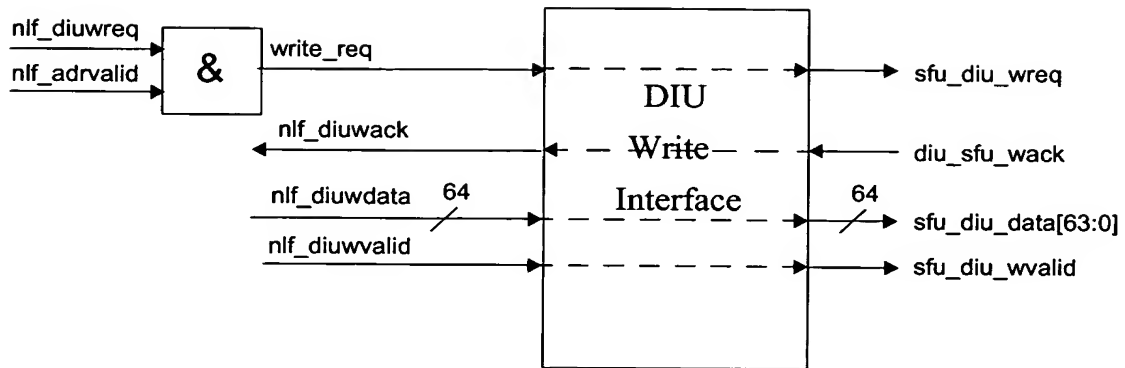 nlf_diuwreq
nlf_adrvalid
&
write_req
sfu_diu_wreq
DIU
nlf_diuwack
Write
diu_sfu_wack
nlf_diuwdata
64
Interface
64
sfu_diu_data[63:0]
nlf_diuwvalid
sfu_diu_wvalid